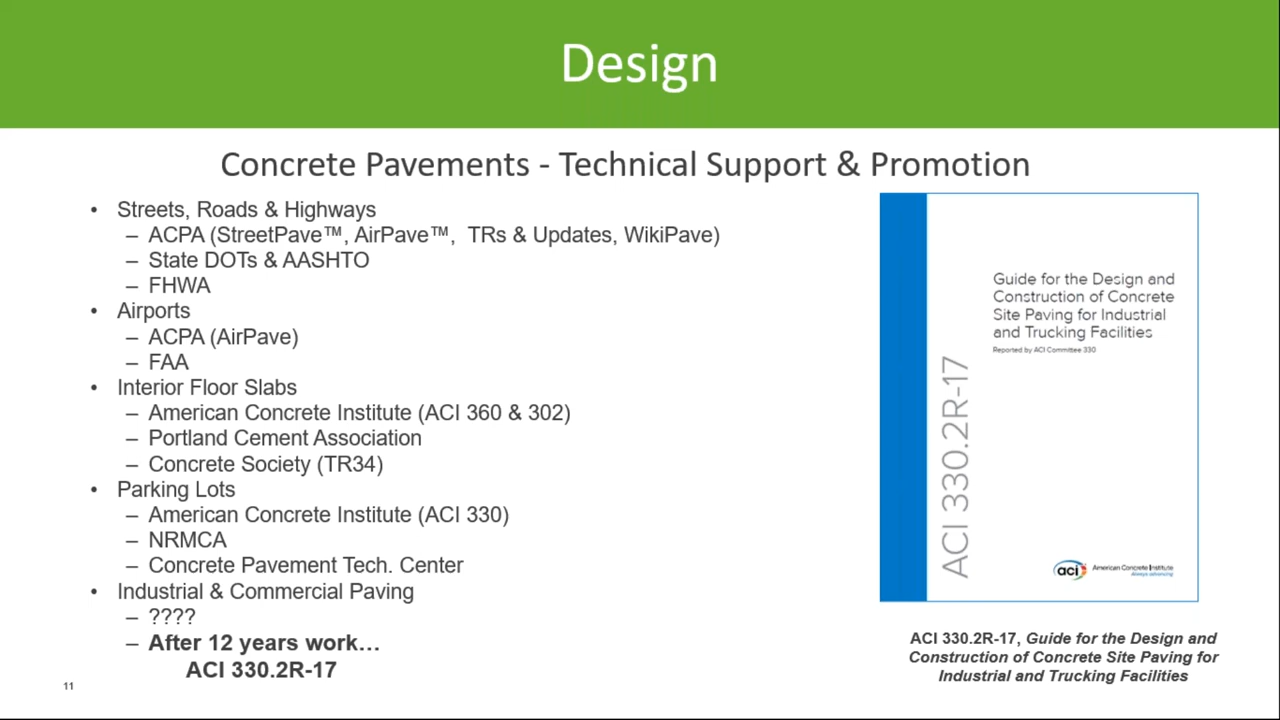 Design
Concrete Pavements - Technical Support & Promotion
• Streets, Roads & Highways
– ACPA (StreetPave™, AirPave™, TRs & Updates, WikiPave)
– State DOTs & AASHTO
– FHWA
• Airports
– ACPA (AirPave)
– FAA
• Interior Floor Slabs
– American Concrete Institute (ACI 360 & 302)
– Portland Cement Association
– Concrete Society (TR34)
• Parking Lots
– American Concrete Institute (ACI 330)
– NRMCA
– Concrete Pavement Tech. Center
• Industrial & Commercial Paving
– ????
– After 12 years work…
ACI 330.2R-17
11
ACI 330.2R-17
Guide for the Design and
Construction of Concrete
Site Paving for Industrial
and Trucking Facilities
Reported by ACI Committee 330
aci
American Concrete Institute
Always advancing
ACI 330.2R-17, Guide for the Design and
Construction of Concrete Site Paving for
Industrial and Trucking Facilities